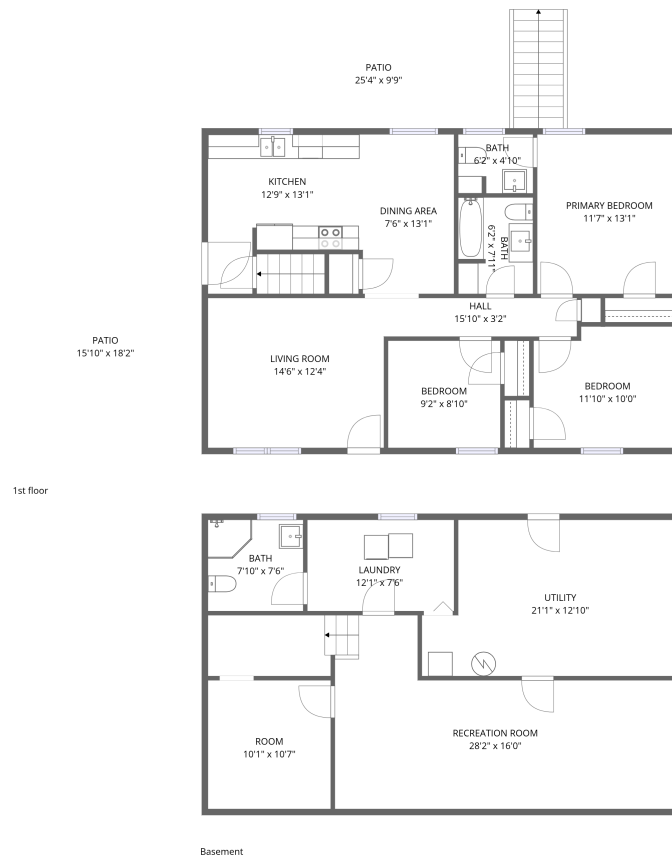 PATIO
25'4" x 9'9"
BATH
6'2" x 4'10"
KITCHEN
12'9" x 13'1"
DINING AREA
7'6" x 13'1"
PRIMARY BEDROOM
11'7" x 13'1"
BATH
6'2" x 7'11"
HALL
15'10" x 3'2"
PATIO
15'10" x 18'2"
LIVING ROOM
14'6" x 12'4"
BEDROOM
9'2" x 8'10"
BEDROOM
11'10" x 10'0"
1st floor
BATH
7'10" x 7'6"
LAUNDRY
12'1" x 7'6"
UTILITY
21'1" x 12'10"
ROOM
10'1" x 10'7"
RECREATION ROOM
28'2" x 16'0"
Basement